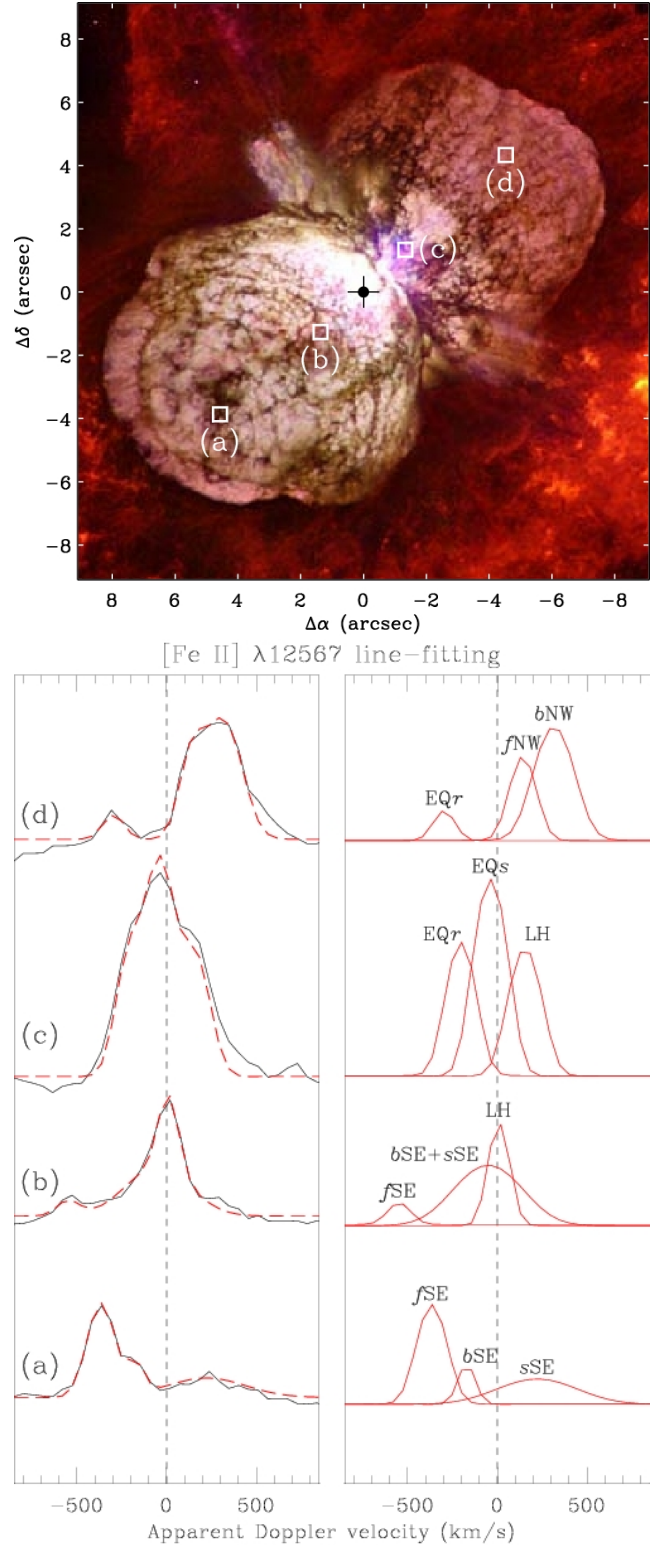 8
6
4
2
0
−2
−4
−6
−8
Δδ (arcsec)
(d)
(c)
(b)
(a)
8 6 4 2 0 −2 −4 −6 −8
Δα (arcsec)
[Fe II] λ12567 line−fitting
(d)
EQr
fNW
bNW
(c)
EQr
EQs
LH
(b)
fSE
bSE+sSE
LH
(a)
fSE
bSE
sSE
−500 0 500 −500 0 500
Apparent Doppler velocity (km/s)